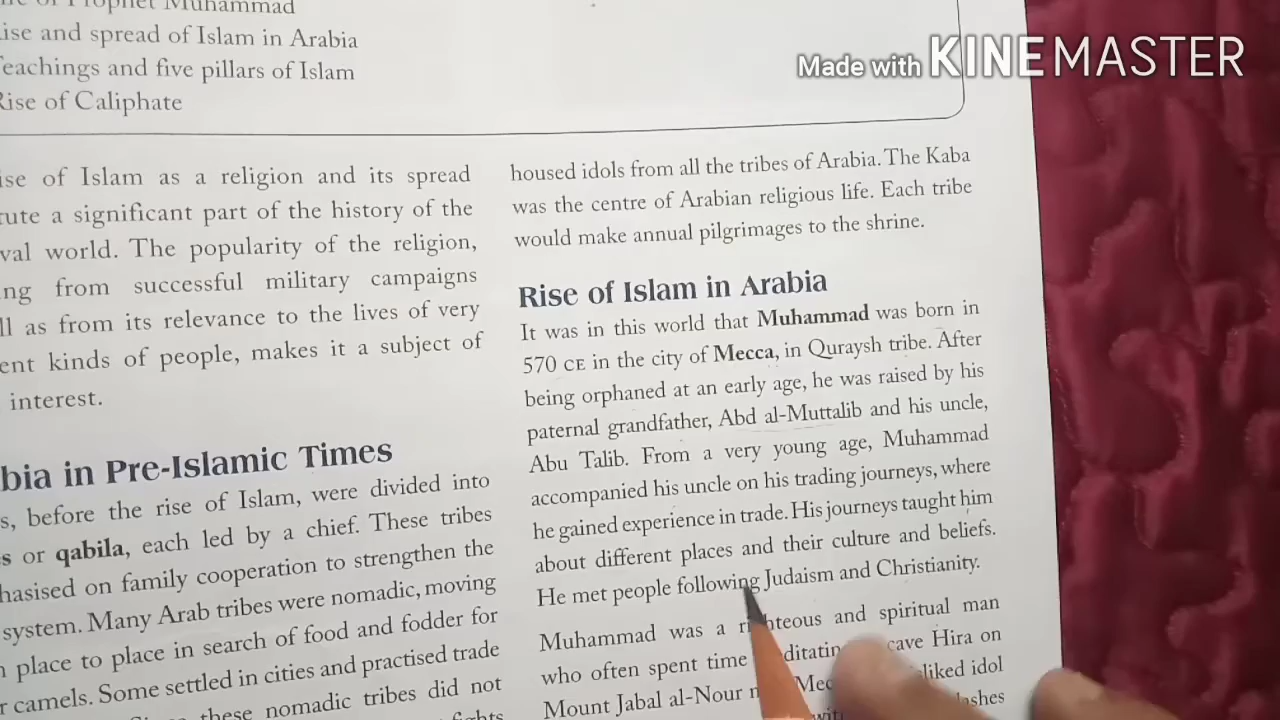 Made with KINEMASTER
Prophet Muhammad
ise and spread of Islam in Arabia
eachings and five pillars of Islam
Rise of Caliphate
ise of Islam as a religion and its spread
tute a significant part of the history of the
val world. The popularity of the religion,
ng from successful military campaigns
ll as from its relevance to the lives of very
ent kinds of people, makes it a subject of
interest.
bia in Pre-Islamic Times
s, before the rise of Islam, were divided into
s or qabila, each led by a chief. These tribes
hasised on family cooperation to strengthen the
system. Many Arab tribes were nomadic, moving
place to place in search of food and fodder for
r camels. Some settled in cities and practised trade
these nomadic tribes did not
fights
housed idols from all the tribes of Arabia. The Kaba
was the centre of Arabian religious life. Each tribe
would make annual pilgrimages to the shrine.
Rise of Islam in Arabia
It was in this world that Muhammad was born in
570 CE in the city of Mecca, in Quraysh tribe. After
being orphaned at an early age, he was raised by his
paternal grandfather, Abd al-Muttalib and his uncle,
Abu Talib. From a very young age, Muhammad
accompanied his uncle on his trading journeys, where
he gained experience in trade. His journeys taught him
about different places and their culture and beliefs.
He met people following Judaism and Christianity.
Muhammad was a righteous and spiritual man
who often spent time cave Hira on
Mount Jabal al-Nour idol